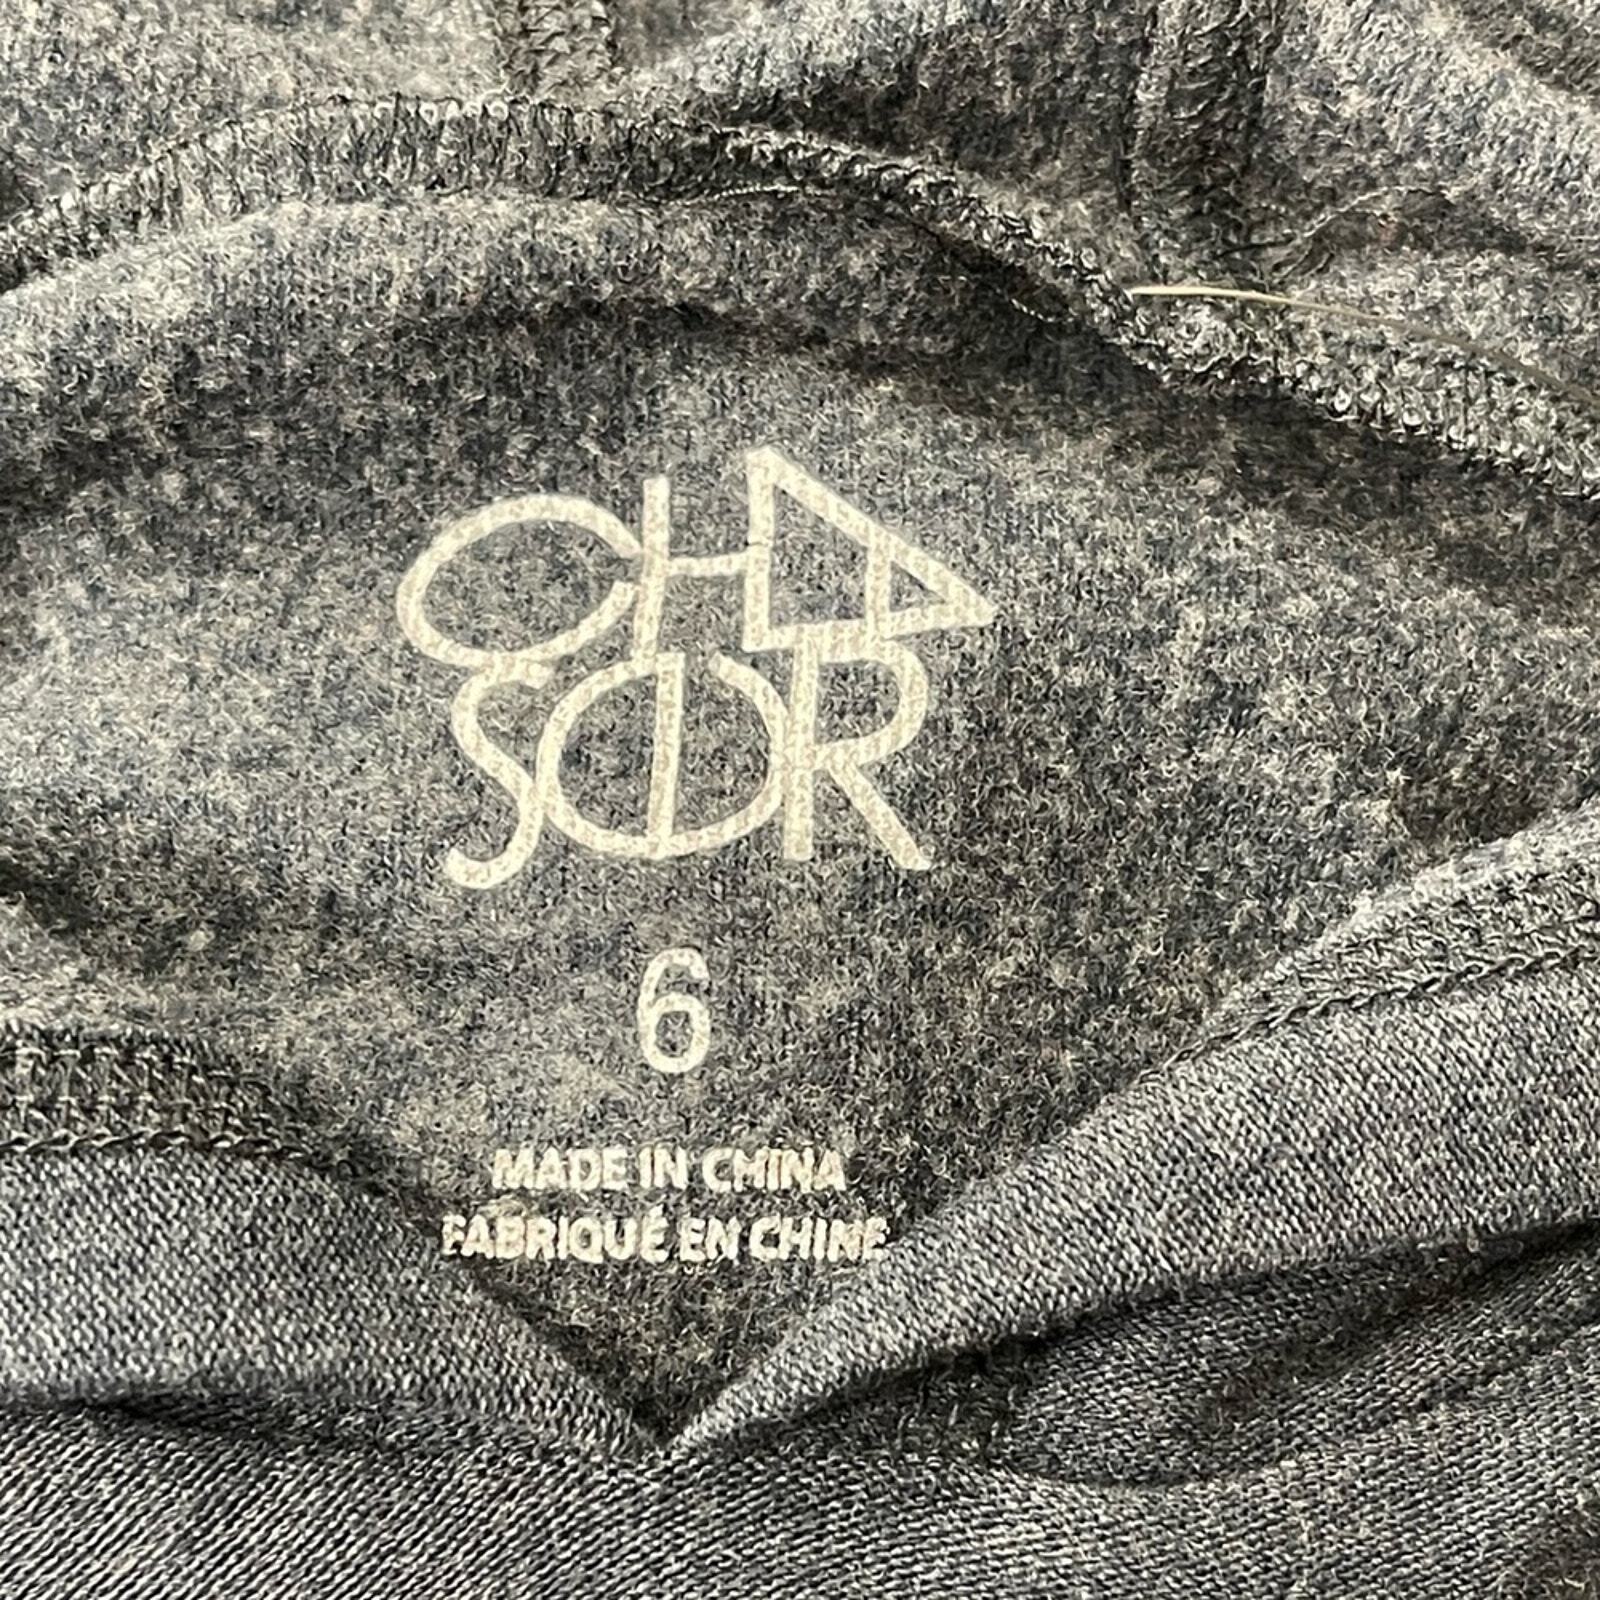 CHA
SER
6
MADE IN CHINA
FABRIQUÉ EN CHINE